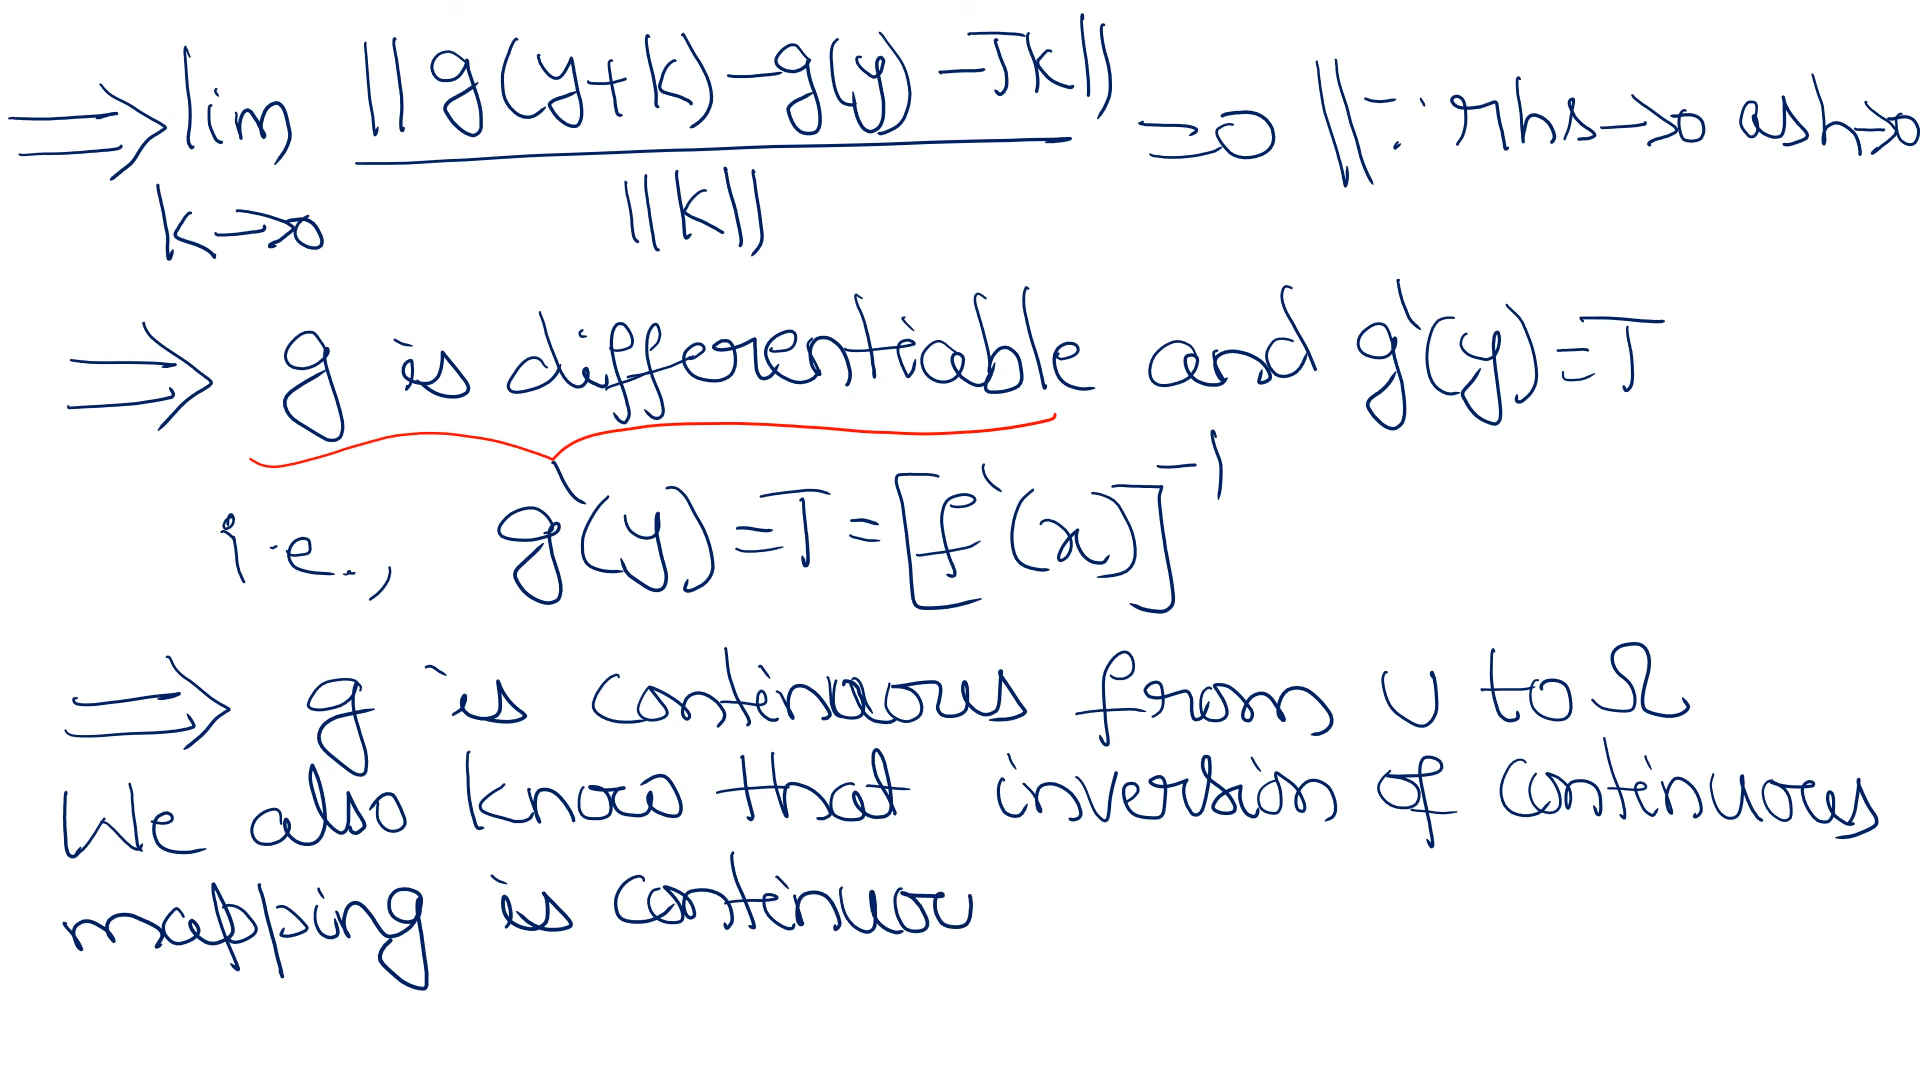 ⇒ lim k→0 ||g(y+k)-g(y)-Tk|| / ||k|| = 0 ||∵ rhs→0 as h→0
⇒ g is differentiable and g'(y)=T
i.e., g'(y)=T=[f'(x)]⁻¹
⇒ g is continuous from U to Ω
We also know that inversion of continuous
mapping is continuou